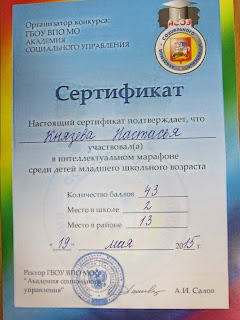 Организатор конкурса:
ГБОУ ВПО МО
АКАДЕМИЯ
СОЦИАЛЬНОГО УПРАВЛЕНИЯ
АСОУ
Сертификат
Настоящий сертификат подтверждает, что
Князева Настасья
участвовал(а)
в интеллектуальном марафоне
среди детей младшего школьного возраста
Количество баллов 43
Место в школе 2
Место в районе 13
"19" мая 2015 г.
Ректор ГБОУ ВПО МО
"Академия социального
управления"
А.И. Салов